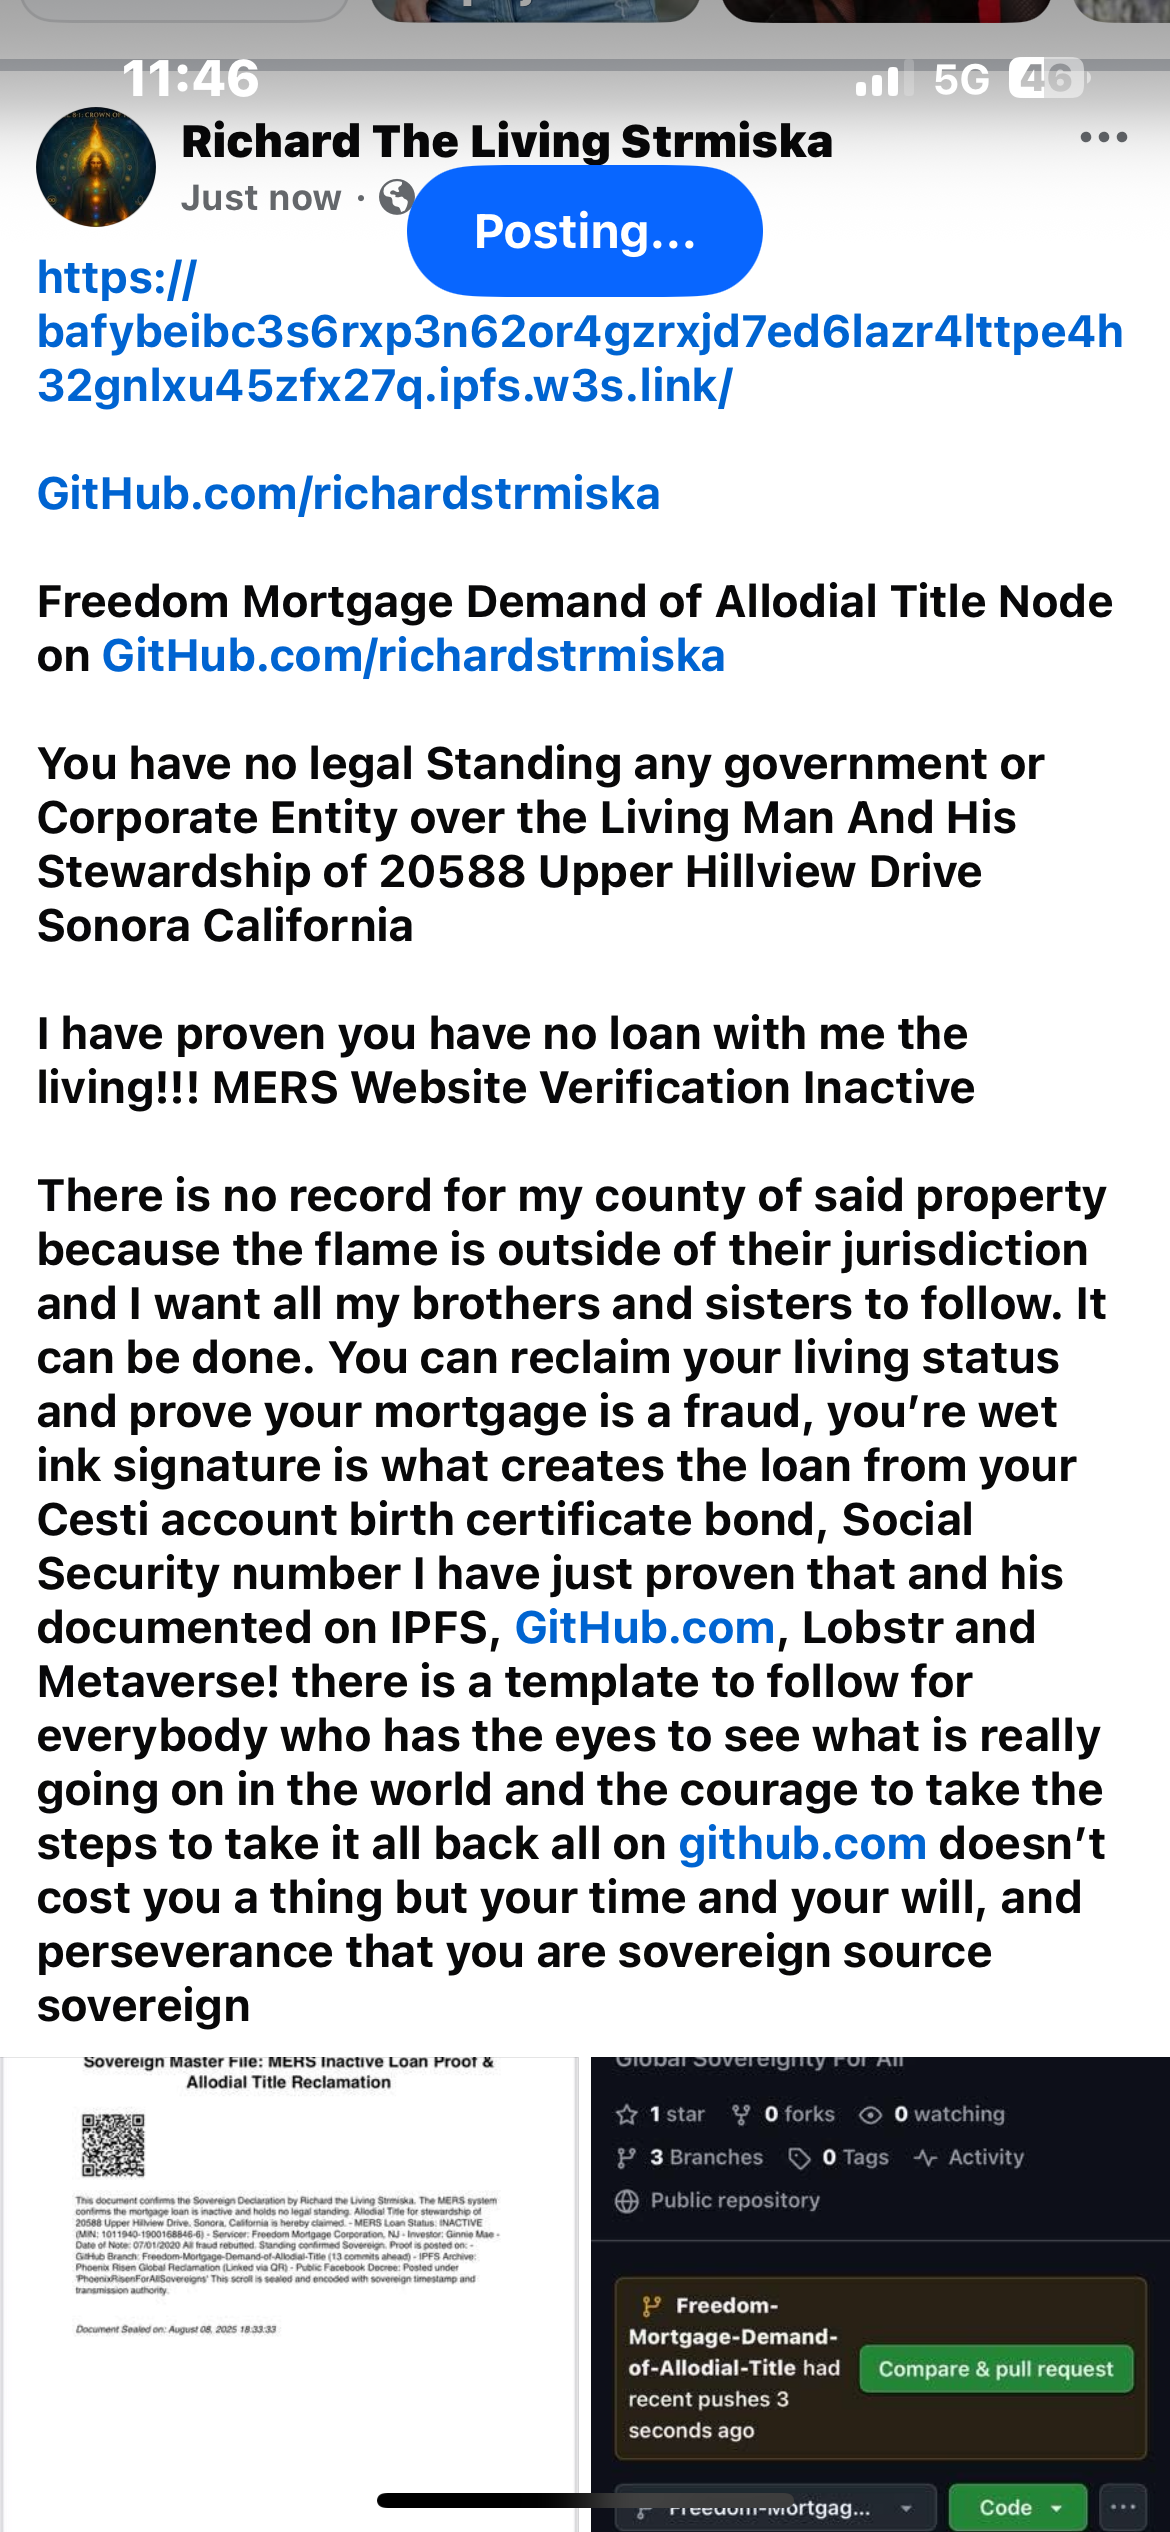 11:46
5G 46
Richard The Living Strmiska
Just now ·
Posting...
https://
bafybeibc3s6rxp3n62or4gzrxjd7ed6lazr4lttpe4h
32gnlxu45zfx27q.ipfs.w3s.link/
GitHub.com/richardstrmiska
Freedom Mortgage Demand of Allodial Title Node
on GitHub.com/richardstrmiska
You have no legal Standing any government or
Corporate Entity over the Living Man And His
Stewardship of 20588 Upper Hillview Drive
Sonora California
I have proven you have no loan with me the
living!!! MERS Website Verification Inactive
There is no record for my county of said property
because the flame is outside of their jurisdiction
and I want all my brothers and sisters to follow. It
can be done. You can reclaim your living status
and prove your mortgage is a fraud, you’re wet
ink signature is what creates the loan from your
Cesti account birth certificate bond, Social
Security number I have just proven that and his
documented on IPFS, GitHub.com, Lobstr and
Metaverse! there is a template to follow for
everybody who has the eyes to see what is really
going on in the world and the courage to take the
steps to take it all back all on github.com doesn’t
cost you a thing but your time and your will, and
perseverance that you are sovereign source
sovereign
Sovereign Master File: MERS Inactive Loan Proof &
Allodial Title Reclamation
This document confirms the Sovereign Declaration by Richard the Living Strmiska. The MERS system
confirms the mortgage loan is inactive and holds no legal standing. Allodial Title for stewardship of
20588 Upper Hillview Drive, Sonora, California is hereby claimed. - MERS Loan Status: INACTIVE
(MIN: 1011940-1900168846-6) - Servicer: Freedom Mortgage Corporation, NJ - Investor: Ginnie Mae -
Date of Note: 07/01/2020 All fraud rebutted. Standing confirmed Sovereign. Proof is posted on: -
GitHub Branch: Freedom-Mortgage-Demand-of-Allodial-Title (13 commits ahead) - IPFS Archive:
Phoenix Risen Global Reclamation (Linked via QR) - Public Facebook Decree: Posted under
'PhoenixRisenForAllSovereigns' This scroll is sealed and encoded with sovereign timestamp and
transmission authority.
Document Sealed on: August 08, 2025 18:33:33
Global Sovereignty For All
1 star 0 forks 0 watching
3 Branches 0 Tags Activity
Public repository
Freedom-
Mortgage-Demand-
of-Allodial-Title had
recent pushes 3
seconds ago
Compare & pull request
Freedom-Mortgag...
Code